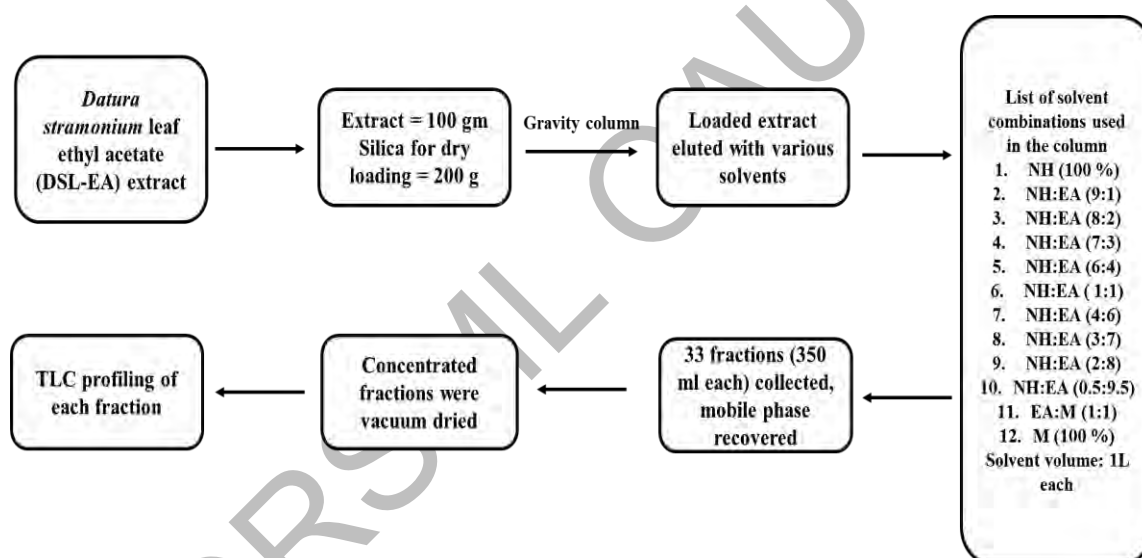 Datura
stramonium leaf
ethyl acetate
(DSL-EA) extract
Extract = 100 gm
Silica for dry
loading = 200 g
Gravity column
Loaded extract
eluted with various
solvents
List of solvent
combinations used
in the column
1. NH (100 %)
2. NH:EA (9:1)
3. NH:EA (8:2)
4. NH:EA (7:3)
5. NH:EA (6:4)
6. NH:EA ( 1:1)
7. NH:EA (4:6)
8. NH:EA (3:7)
9. NH:EA (2:8)
10. NH:EA (0.5:9.5)
11. EA:M (1:1)
12. M (100 %)
Solvent volume: 1L
each
33 fractions (350
ml each) collected,
mobile phase
recovered
Concentrated
fractions were
vacuum dried
TLC profiling of
each fraction
RSML CAU